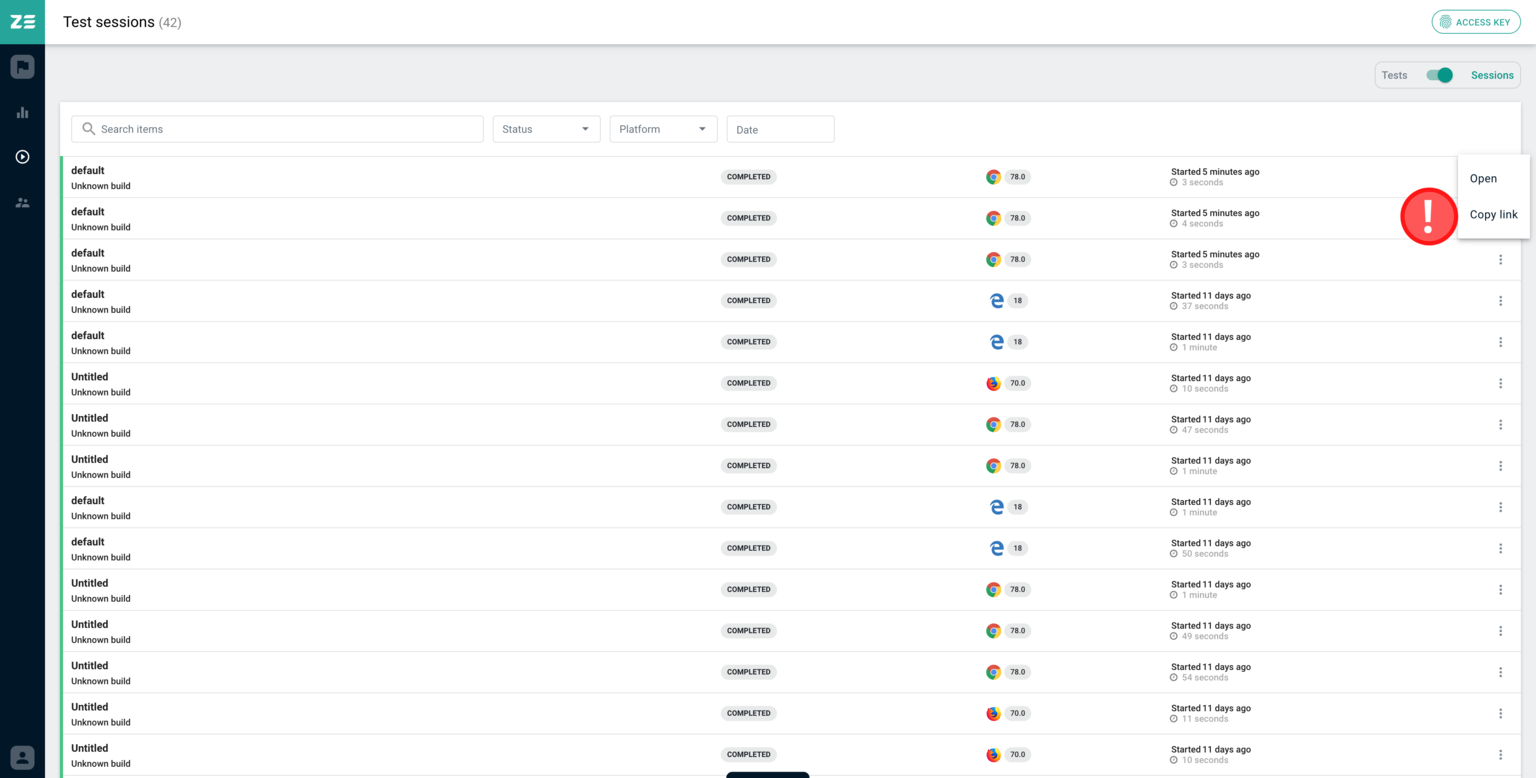 ZE
Test sessions (42)
ACCESS KEY
Tests
Sessions
Search items
Status
Platform
Date
default
Unknown build
COMPLETED
78.0
Started 5 minutes ago
3 seconds
Open
default
Unknown build
COMPLETED
78.0
Started 5 minutes ago
4 seconds
!
Copy link
default
Unknown build
COMPLETED
78.0
Started 5 minutes ago
3 seconds
default
Unknown build
COMPLETED
18
Started 11 days ago
37 seconds
default
Unknown build
COMPLETED
18
Started 11 days ago
1 minute
Untitled
Unknown build
COMPLETED
70.0
Started 11 days ago
10 seconds
Untitled
Unknown build
COMPLETED
78.0
Started 11 days ago
47 seconds
Untitled
Unknown build
COMPLETED
78.0
Started 11 days ago
1 minute
default
Unknown build
COMPLETED
18
Started 11 days ago
1 minute
default
Unknown build
COMPLETED
18
Started 11 days ago
50 seconds
Untitled
Unknown build
COMPLETED
78.0
Started 11 days ago
1 minute
Untitled
Unknown build
COMPLETED
78.0
Started 11 days ago
49 seconds
Untitled
Unknown build
COMPLETED
78.0
Started 11 days ago
54 seconds
Untitled
Unknown build
COMPLETED
70.0
Started 11 days ago
11 seconds
Untitled
Unknown build
COMPLETED
70.0
Started 11 days ago
10 seconds